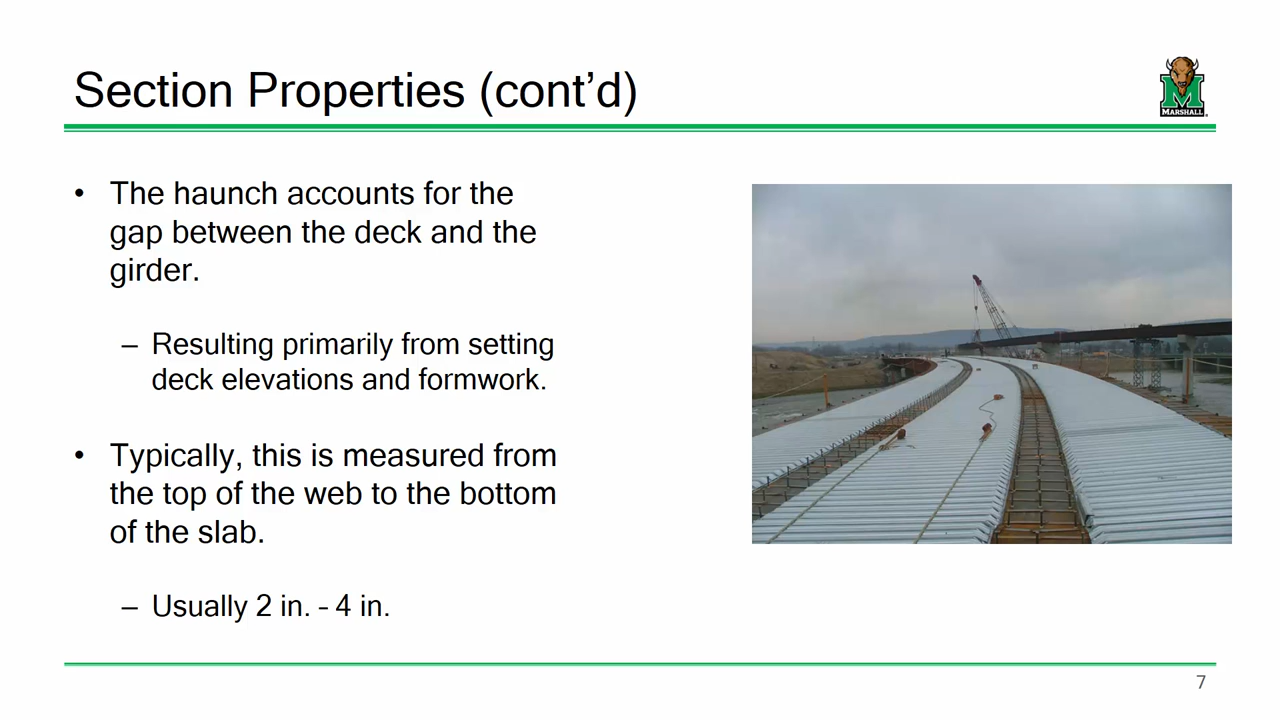 Section Properties (cont’d)
MARSHALL
• The haunch accounts for the
gap between the deck and the
girder.
– Resulting primarily from setting
deck elevations and formwork.
• Typically, this is measured from
the top of the web to the bottom
of the slab.
– Usually 2 in. – 4 in.
7